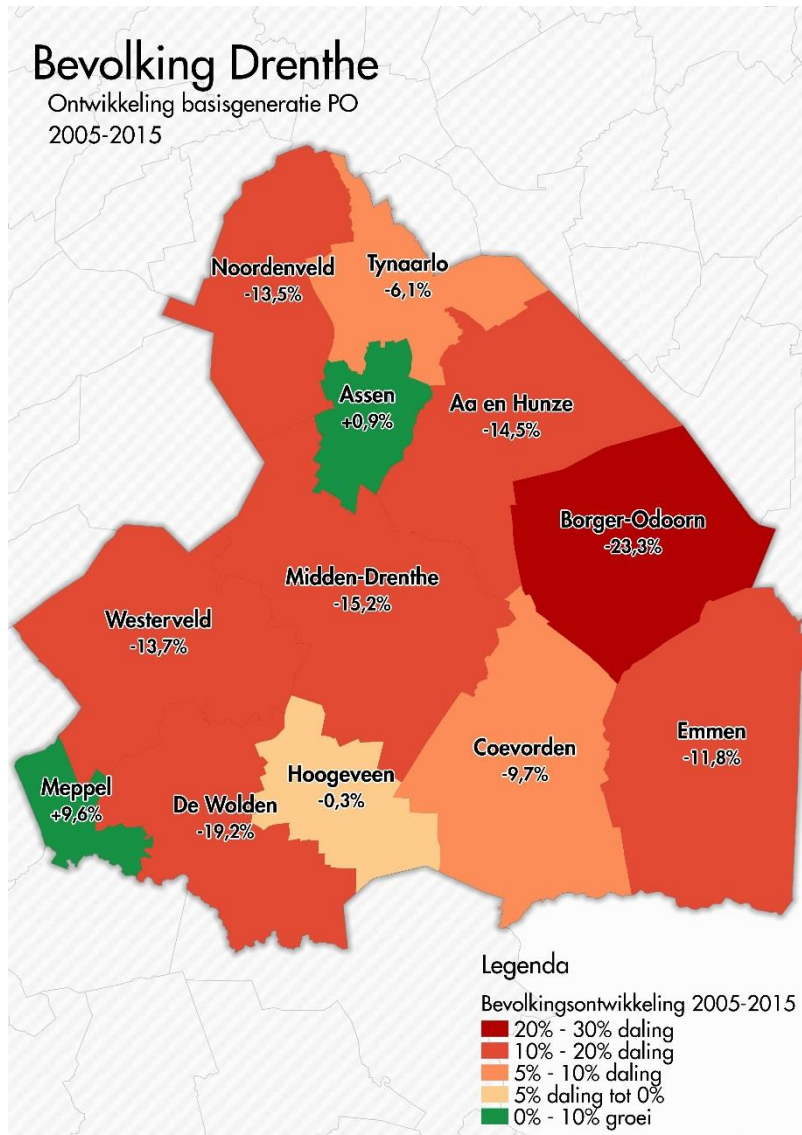 Bevolking Drenthe
Ontwikkeling basisgeneratie PO
2005-2015
Noordenveld
-13,5%
Tynaarlo
-6,1%
Assen
+0,9%
Aa en Hunze
-14,5%
Borger-Odoorn
-23,3%
Midden-Drenthe
-15,2%
Westerveld
-13,7%
Emmen
-11,8%
Coevorden
-9,7%
Hoogeveen
-0,3%
Meppel
+9,6%
De Wolden
-19,2%
Legenda
Bevolkingsontwikkeling 2005-2015
20% - 30% daling
10% - 20% daling
5% - 10% daling
5% daling tot 0%
0% - 10% groei